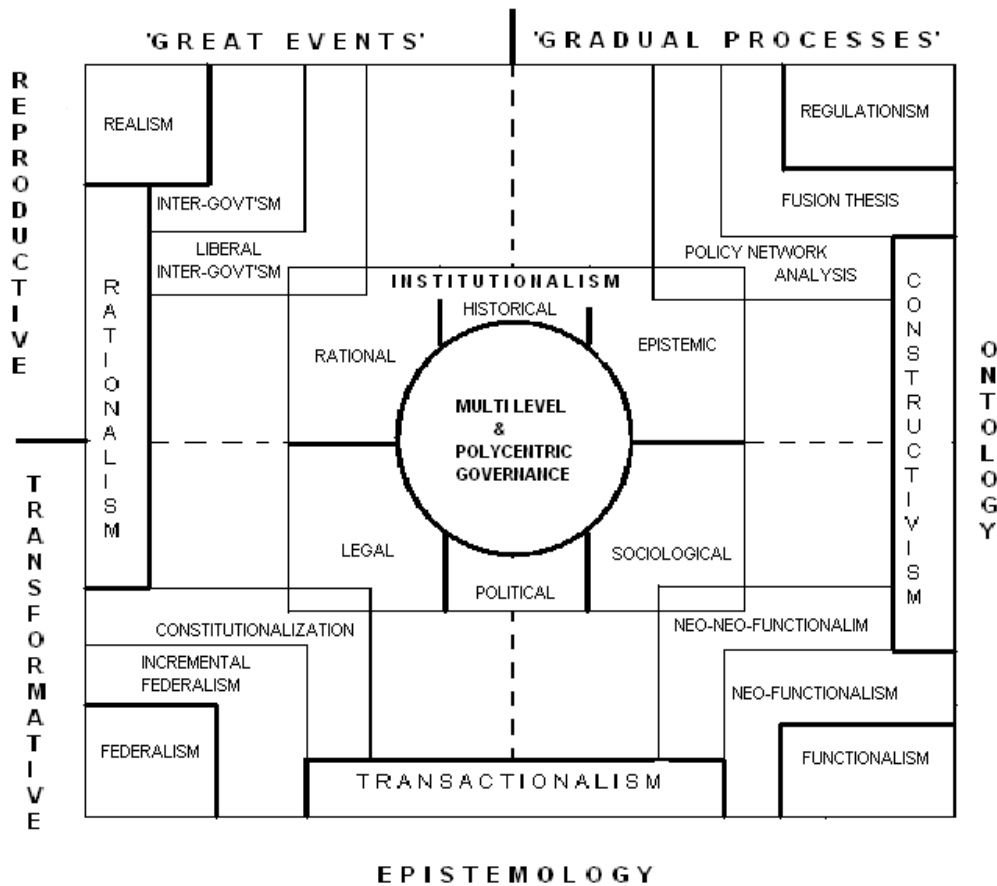 'GREAT EVENTS'
'GRADUAL PROCESSES'
REPRODUCTIVE
REALISM
REGULATIONISM
INTER-GOVT'SM
FUSION THESIS
LIBERAL
INTER-GOVT'SM
POLICY NETWORK
ANALYSIS
RATIONALISM
INSTITUTIONALISM
HISTORICAL
CONSTRUCTIVISM
RATIONAL
EPISTEMIC
ONTOLOGY
MULTI LEVEL
&
POLYCENTRIC
GOVERNANCE
TRANSFORMATIVE
LEGAL
SOCIOLOGICAL
POLITICAL
CONSTITUTIONALIZATION
NEO-NEO-FUNCTIONALIM
INCREMENTAL
FEDERALISM
NEO-FUNCTIONALISM
FEDERALISM
FUNCTIONALISM
TRANSACTIONALISM
EPISTEMOLOGY